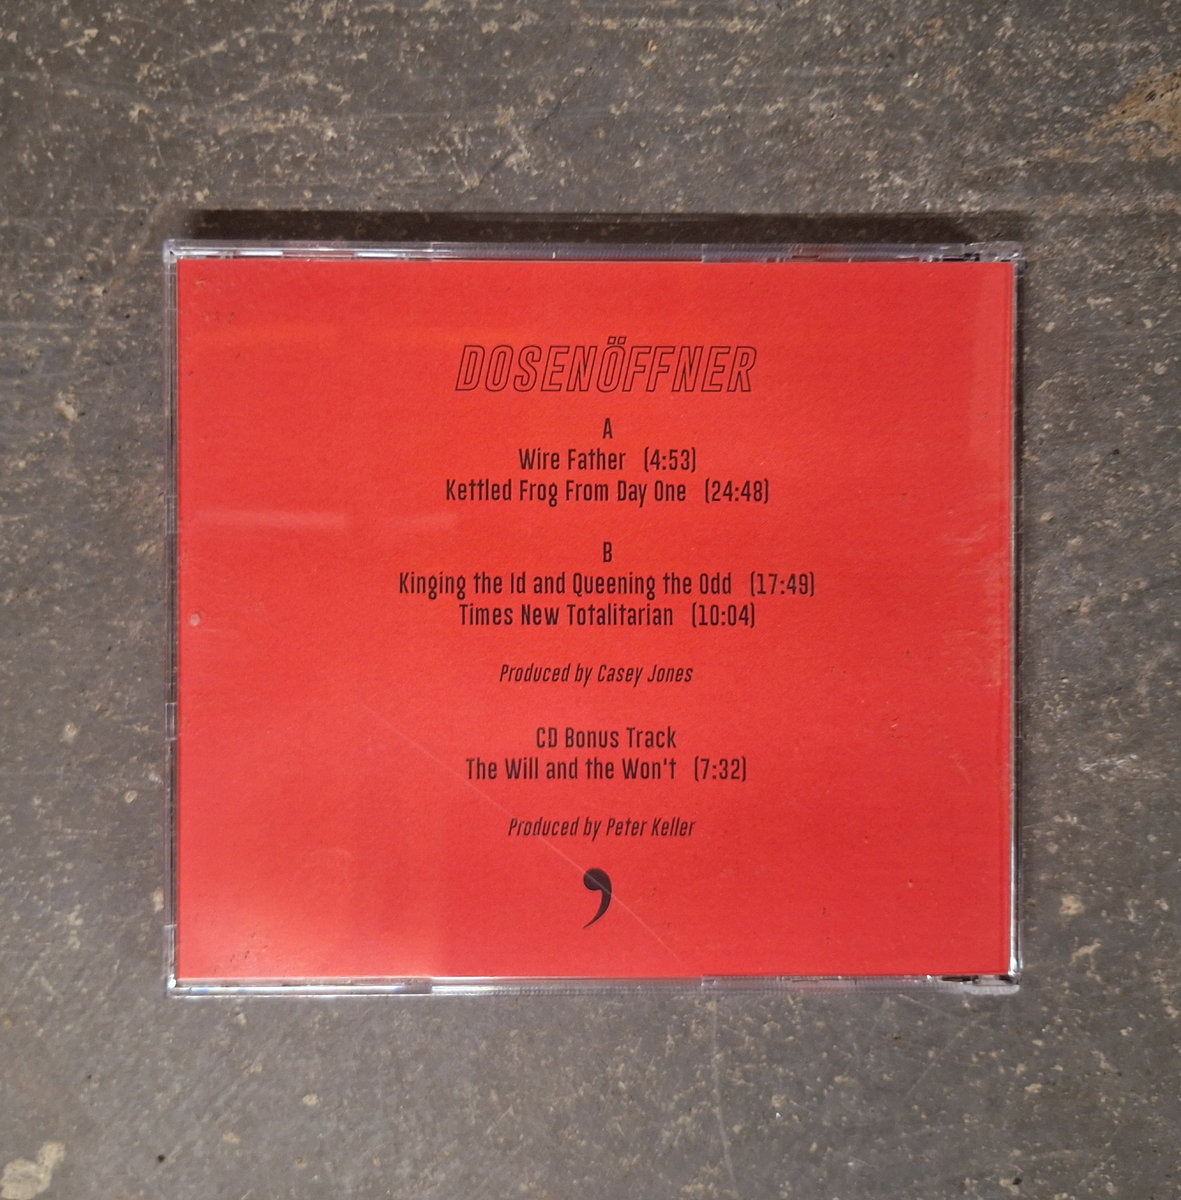 DOSENÖFFNER
A
Wire Father (4:53)
Kettled Frog From Day One (24:48)
B
Kinging the Id and Queening the Odd (17:49)
Times New Totalitarian (10:04)
Produced by Casey Jones
CD Bonus Track
The Will and the Won't (7:32)
Produced by Peter Keller
,